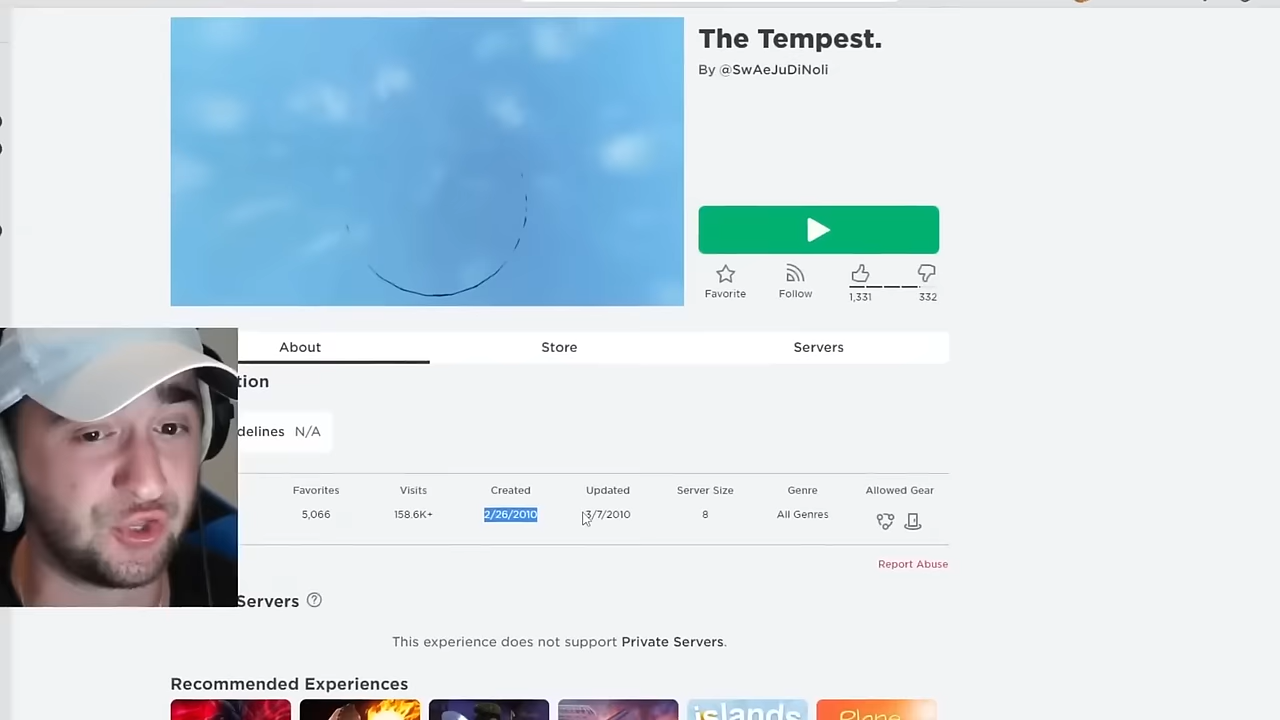 The Tempest.
By @SwAeJuDiNoli
Favorite
Follow
1,331
332
About
Store
Servers
tion
delines N/A
Favorites
Visits
Created
Updated
Server Size
Genre
Allowed Gear
5,066
158.6K+
2/26/2010
3/7/2010
8
All Genres
Report Abuse
Servers
This experience does not support Private Servers.
Recommended Experiences
islands
Plane